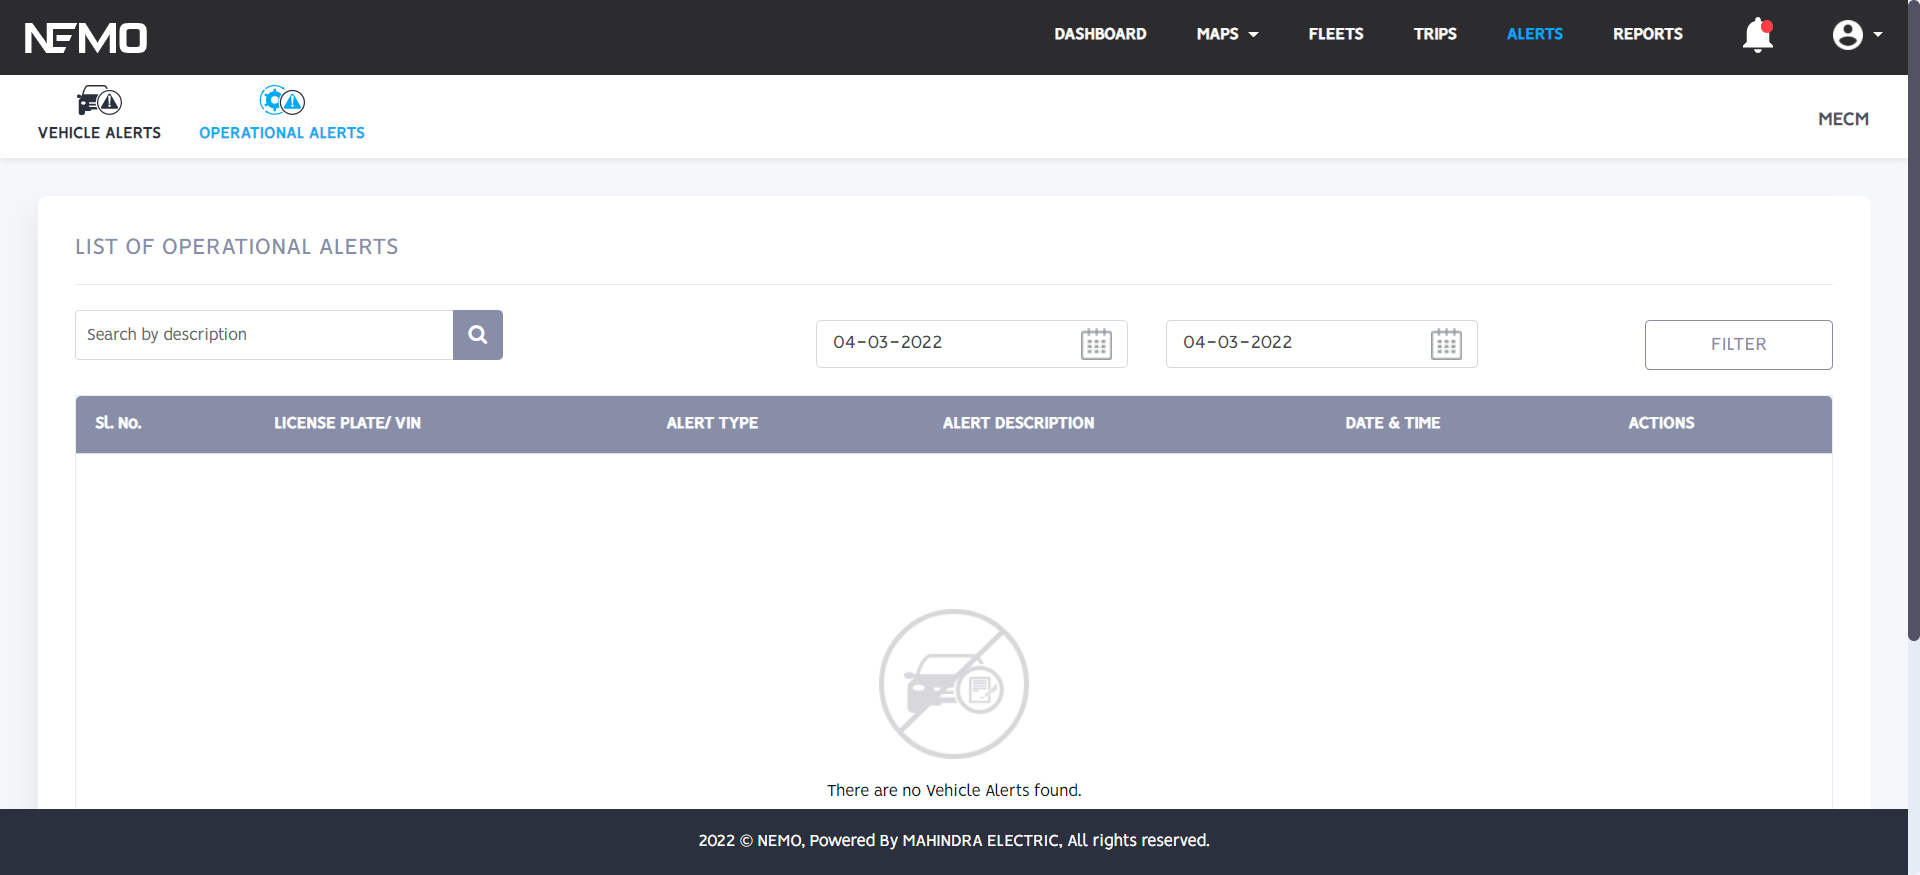 NEMO
DASHBOARD MAPS FLEETS TRIPS ALERTS REPORTS
VEHICLE ALERTS OPERATIONAL ALERTS
MECM
LIST OF OPERATIONAL ALERTS
Search by description 04-03-2022 04-03-2022 FILTER
Sl. No. LICENSE PLATE/ VIN ALERT TYPE ALERT DESCRIPTION DATE & TIME ACTIONS
There are no Vehicle Alerts found.
2022 © NEMO, Powered By MAHINDRA ELECTRIC, All rights reserved.